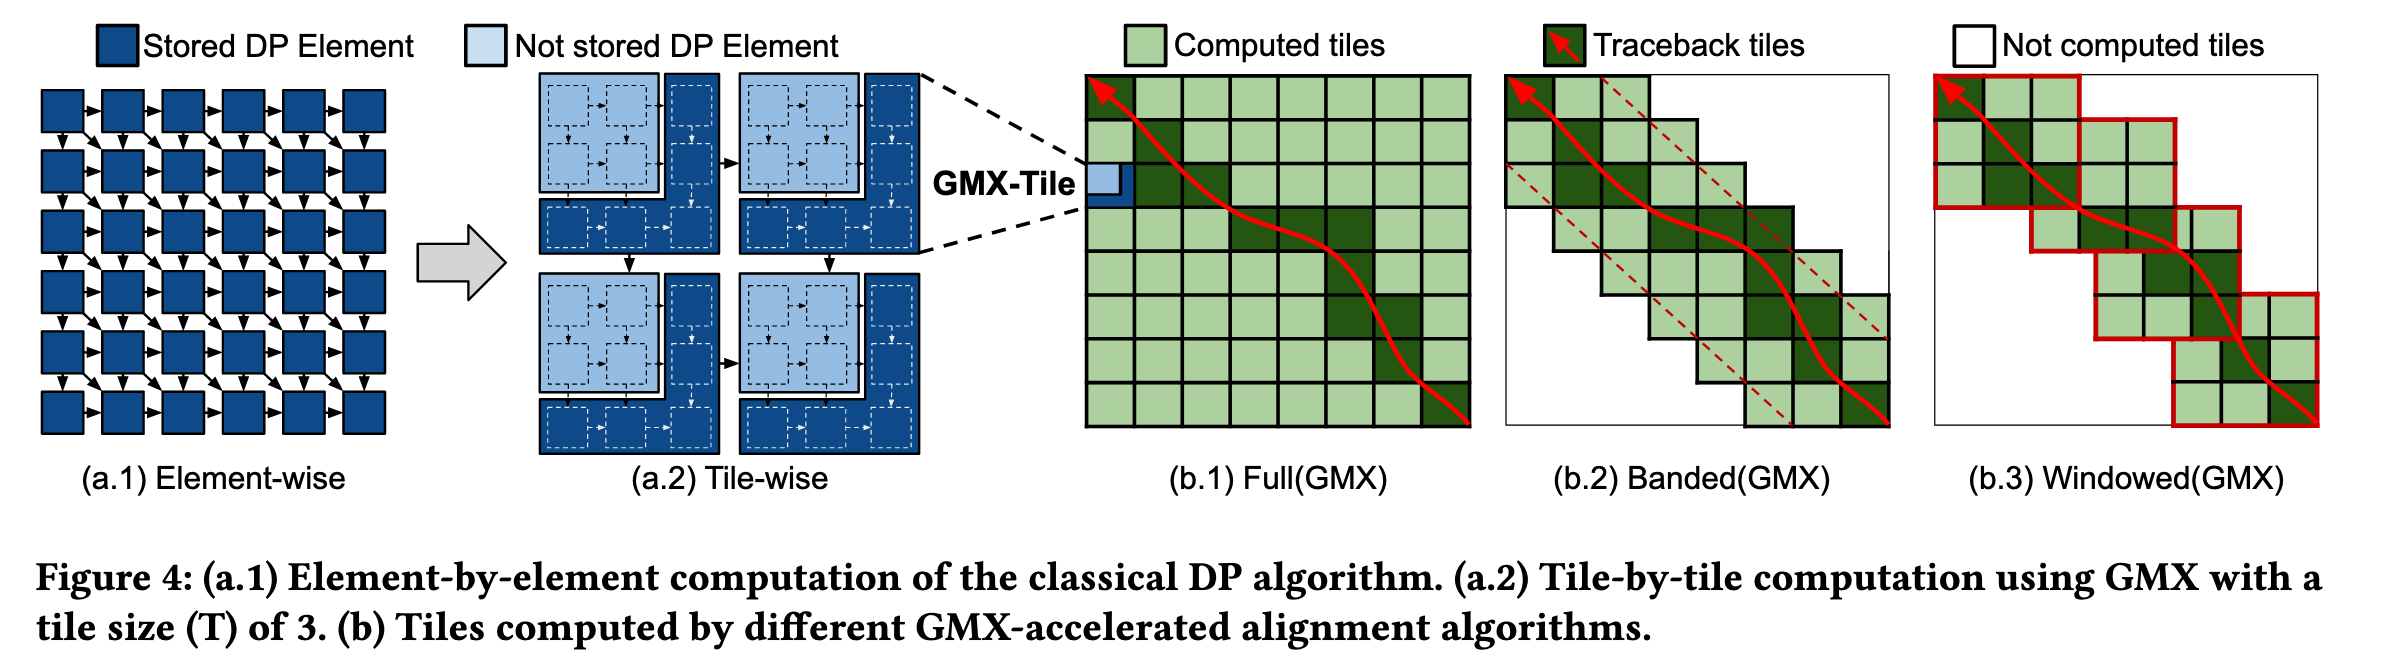 Stored DP Element
Not stored DP Element
Computed tiles
Traceback tiles
Not computed tiles
GMX-Tile
(a.1) Element-wise
(a.2) Tile-wise
(b.1) Full(GMX)
(b.2) Banded(GMX)
(b.3) Windowed(GMX)
Figure 4: (a.1) Element-by-element computation of the classical DP algorithm. (a.2) Tile-by-tile computation using GMX with a
tile size (T) of 3. (b) Tiles computed by different GMX-accelerated alignment algorithms.